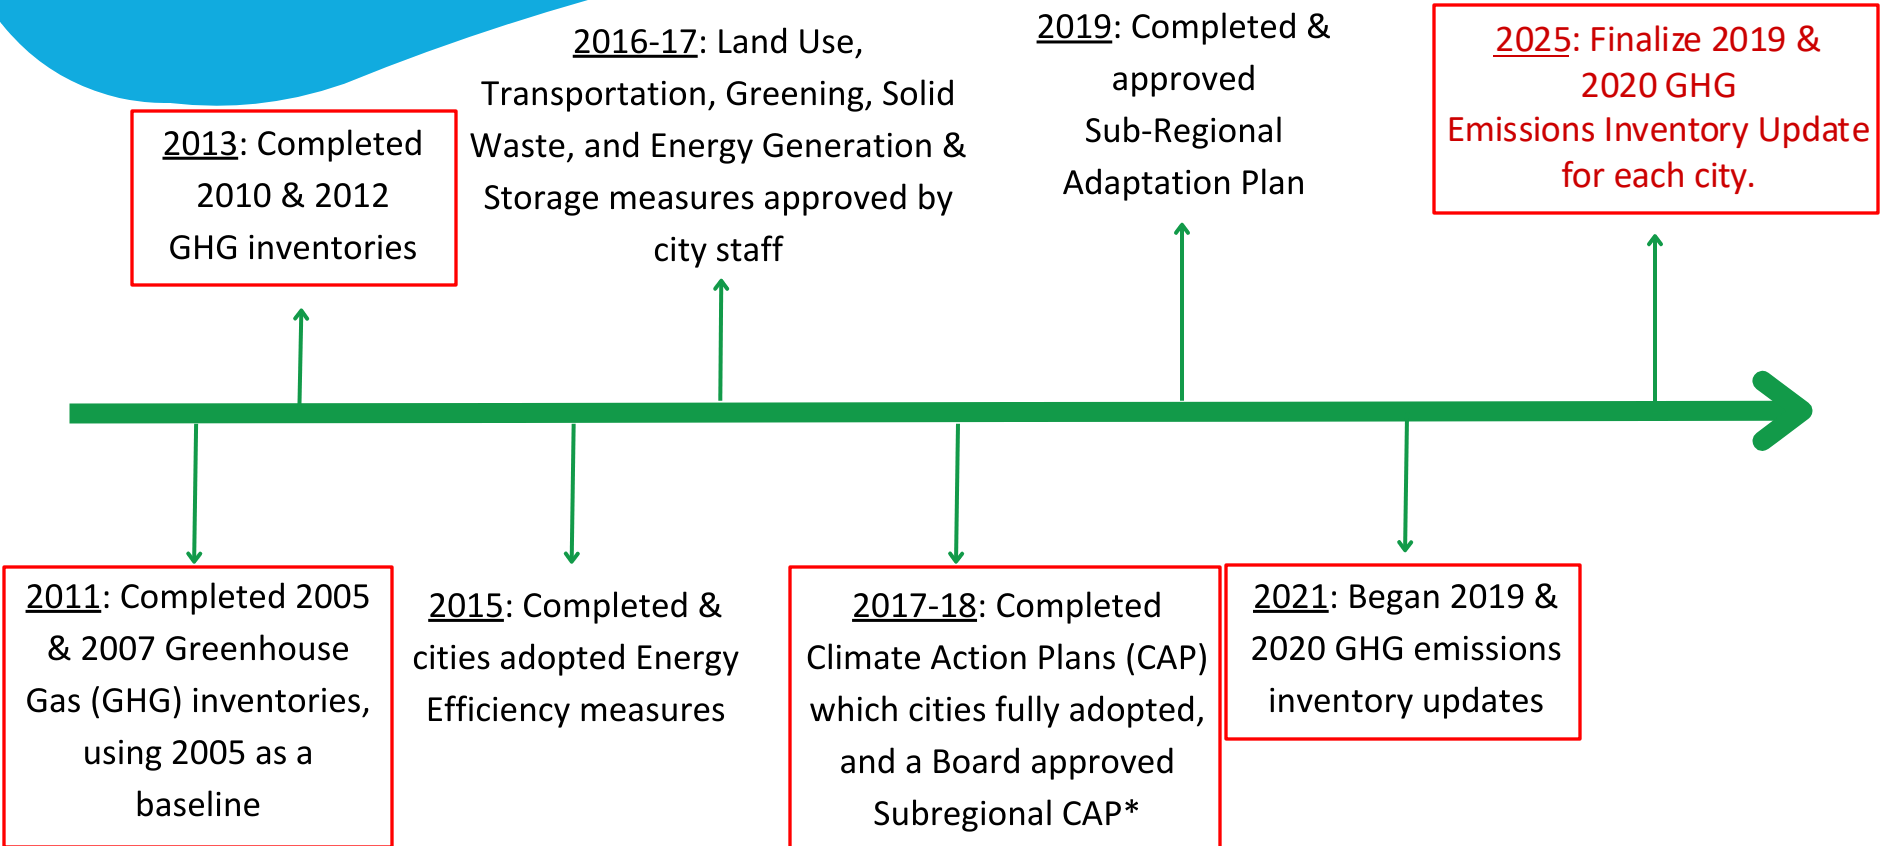 2013: Completed
2010 & 2012
GHG inventories
2016-17: Land Use,
Transportation, Greening, Solid
Waste, and Energy Generation &
Storage measures approved by
city staff
2019: Completed &
approved
Sub-Regional
Adaptation Plan
2025: Finalize 2019 &
2020 GHG
Emissions Inventory Update
for each city.
2011: Completed 2005
& 2007 Greenhouse
Gas (GHG) inventories,
using 2005 as a
baseline
2015: Completed &
cities adopted Energy
Efficiency measures
2017-18: Completed
Climate Action Plans (CAP)
which cities fully adopted,
and a Board approved
Subregional CAP*
2021: Began 2019 &
2020 GHG emissions
inventory updates